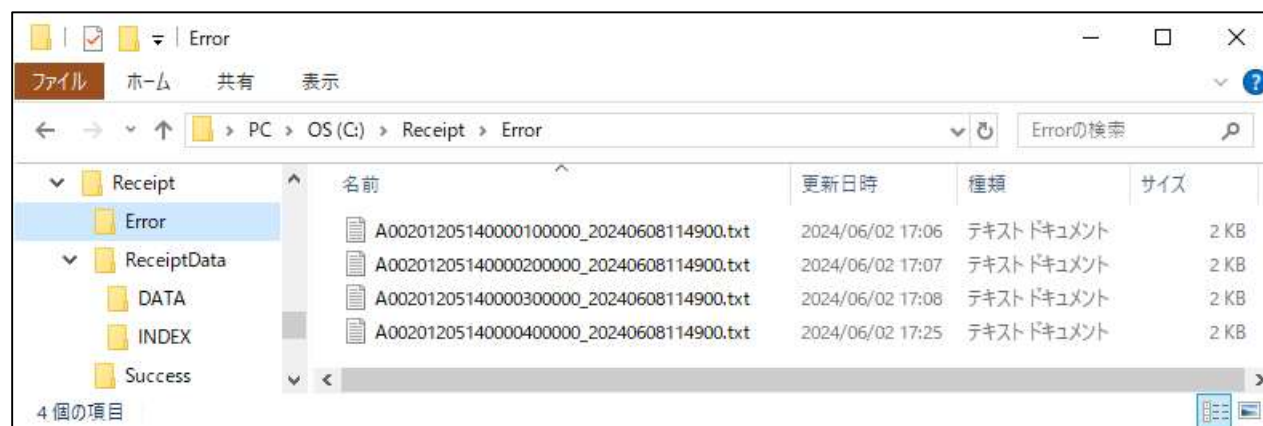 Error
ファイル ホーム 共有 表示
PC > OS (C:) > Receipt > Error Errorの検索
Receipt 名前 更新日時 種類 サイズ
Error A002012051400001​00000_20240608114900.txt 2024/06/02 17:06 テキスト ドキュメント 2 KB
ReceiptData A00201205140000200000_20240608114900.txt 2024/06/02 17:07 テキスト ドキュメント 2 KB
DATA A00201205140000300000_20240608114900.txt 2024/06/02 17:08 テキスト ドキュメント 2 KB
INDEX A00201205140000400000_20240608114900.txt 2024/06/02 17:25 テキスト ドキュメント 2 KB
Success
4 個の項目